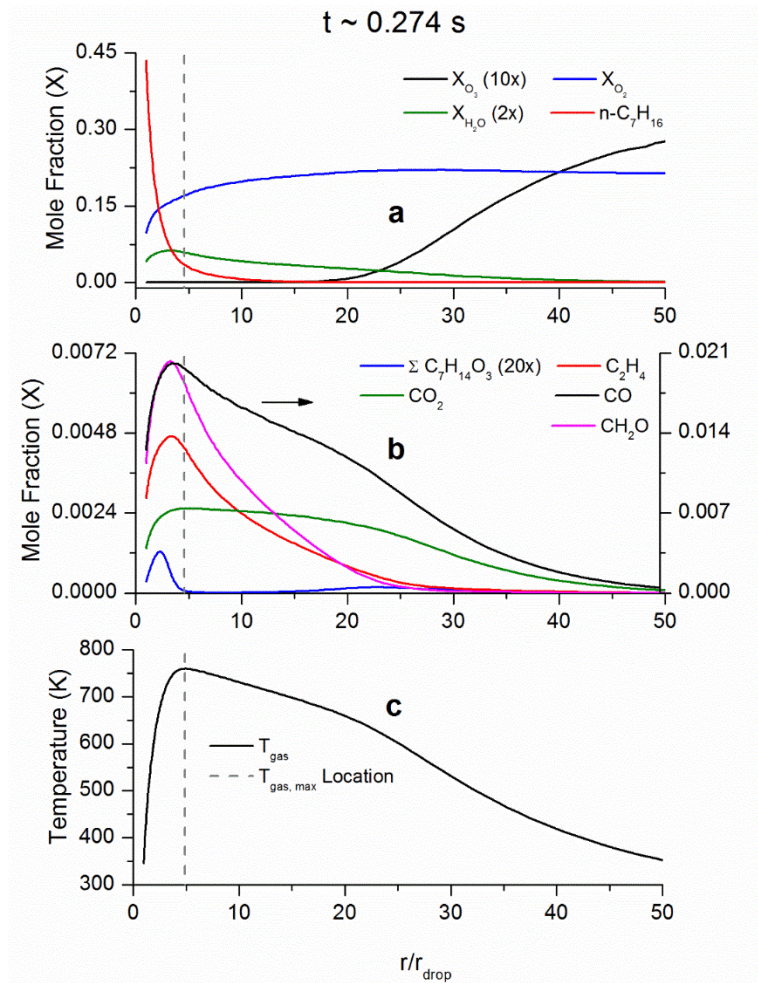 t ~ 0.274 s
0.45
0.30
0.15
0.00
Mole Fraction (X)
X_O₃ (10x)
X_O₂
X_H₂O (2x)
n-C₇H₁₆
a
0 10 20 30 40 50
0.0072
0.0048
0.0024
0.0000
Mole Fraction (X)
Σ C₇H₁₄O₃ (20x)
C₂H₄
CO₂
CO
CH₂O
b
0.021
0.014
0.007
0.000
0 10 20 30 40 50
800
700
600
500
400
300
Temperature (K)
c
T_gas
T_gas, max Location
0 10 20 30 40 50
r/r_drop